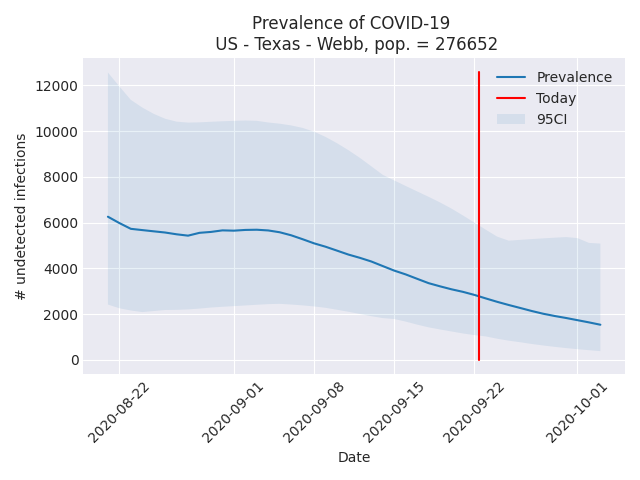 Prevalence of COVID-19
US - Texas - Webb, pop. = 276652
Prevalence
Today
95CI
# undetected infections
12000
10000
8000
6000
4000
2000
0
2020-08-22
2020-09-01
2020-09-08
2020-09-15
2020-09-22
2020-10-01
Date